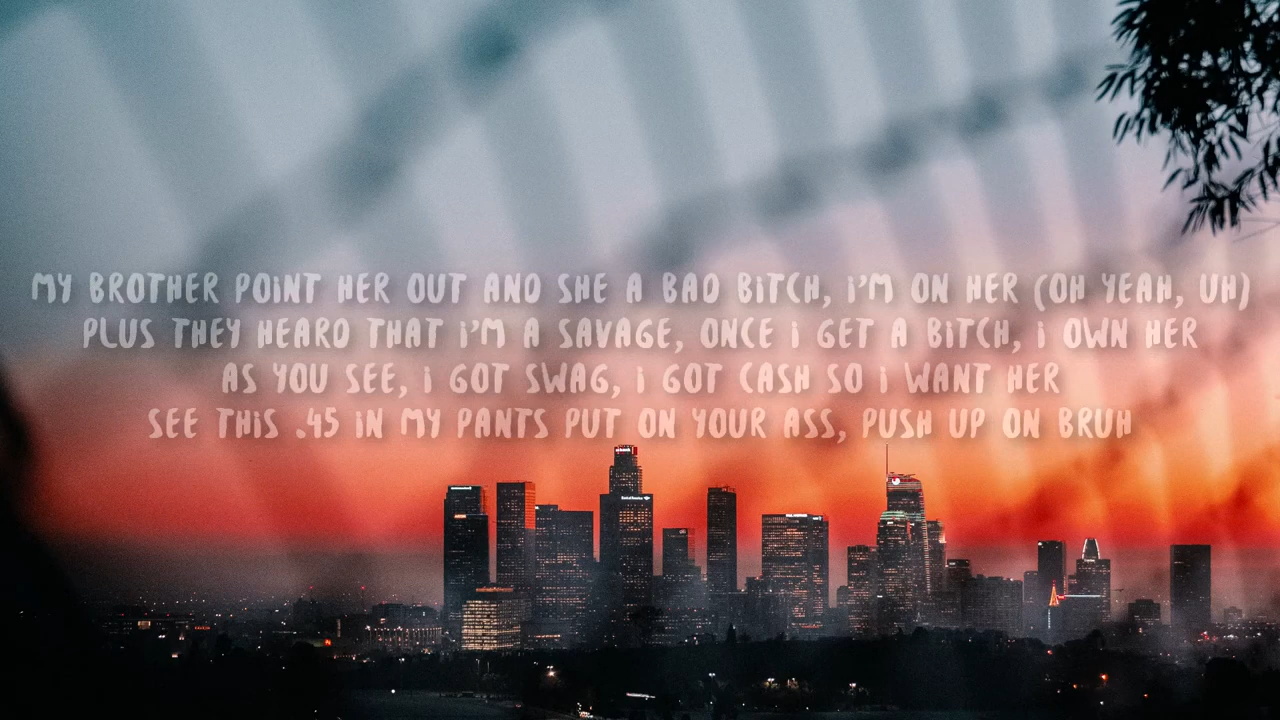 MY BROTHER POINT HER OUT AND SHE A BAD BITCH, I'M ON HER (OH YEAH, UH)
PLUS THEY HEARD THAT I'M A SAVAGE, ONCE I GET A BITCH, I OWN HER
AS YOU SEE, I GOT SWAG, I GOT CASH SO I WANT HER
SEE THIS .45 IN MY PANTS PUT ON YOUR ASS, PUSH UP ON BRUH